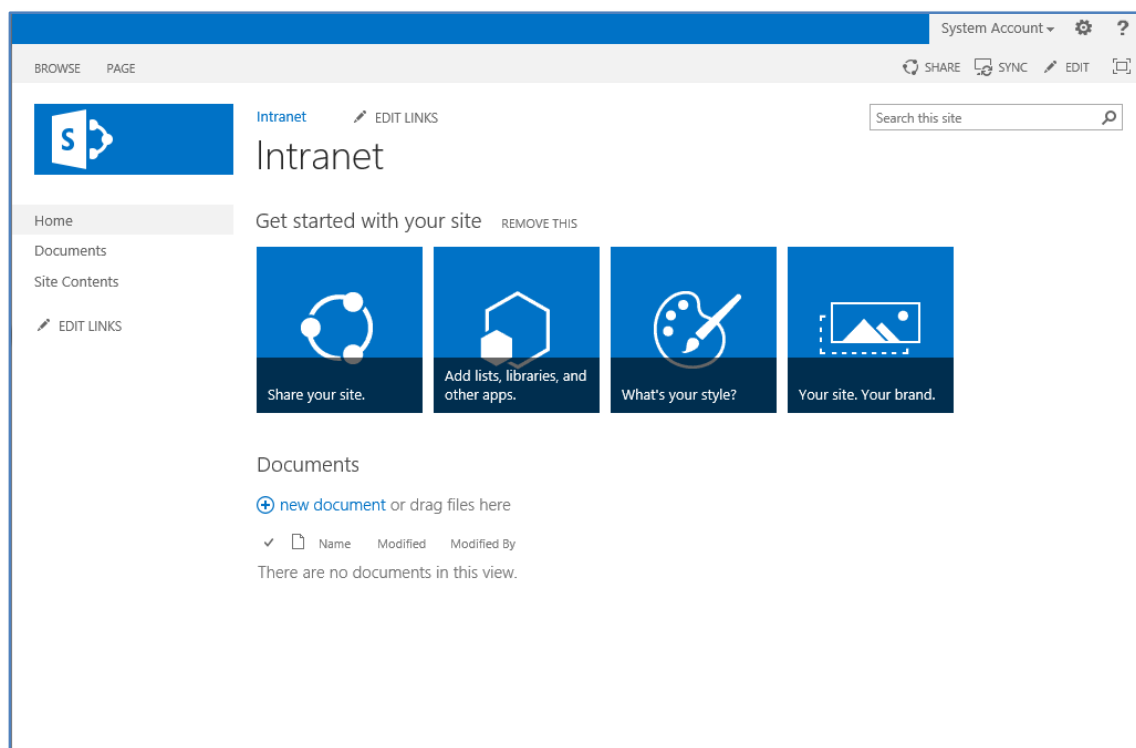 System Account ?
BROWSE PAGE SHARE SYNC EDIT
S
Intranet EDIT LINKS Search this site
Intranet
Home
Documents
Site Contents
EDIT LINKS
Get started with your site REMOVE THIS
Share your site.
Add lists, libraries, and
other apps.
What's your style?
Your site. Your brand.
Documents
new document or drag files here
Name Modified Modified By
There are no documents in this view.